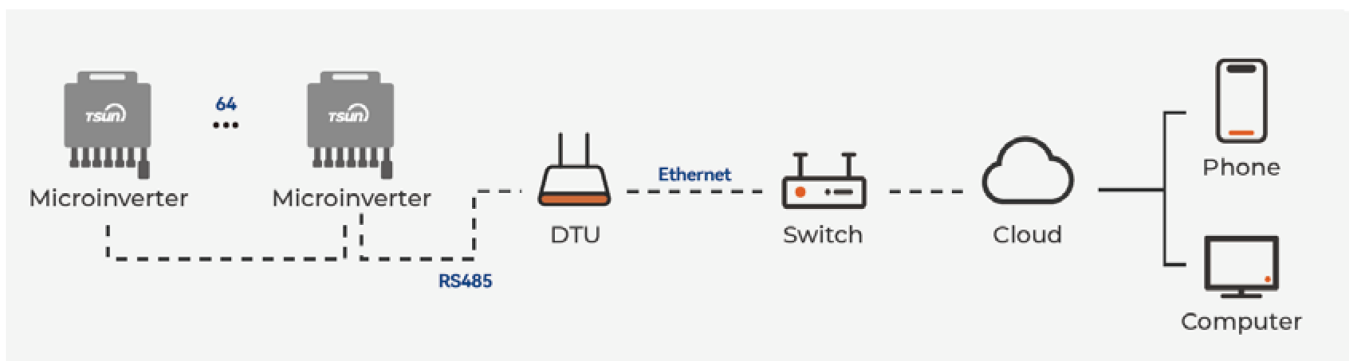 TSUN
64
•••
TSUN
Microinverter
Microinverter
RS485
DTU
Ethernet
Switch
Cloud
Phone
Computer